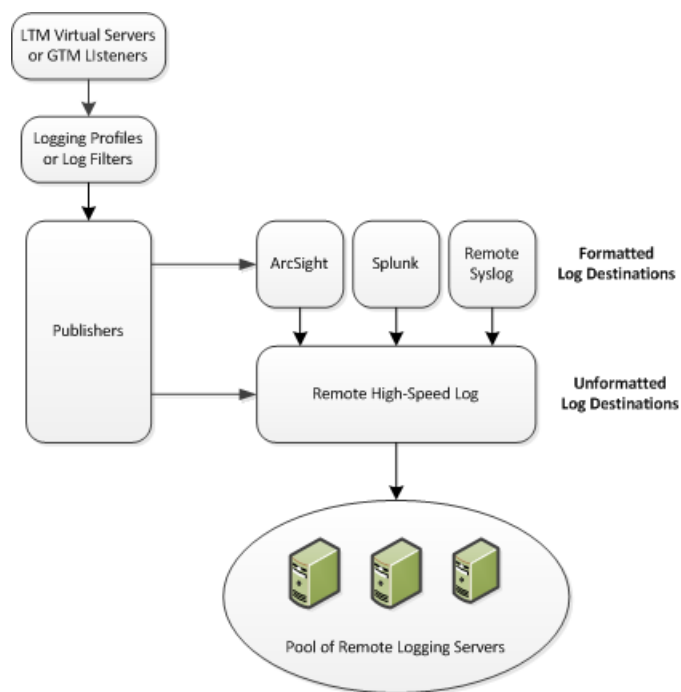 LTM Virtual Servers
or GTM LIsteners
Logging Profiles
or Log Filters
Publishers
ArcSight
Splunk
Remote
Syslog
Formatted
Log Destinations
Remote High-Speed Log
Unformatted
Log Destinations
Pool of Remote Logging Servers